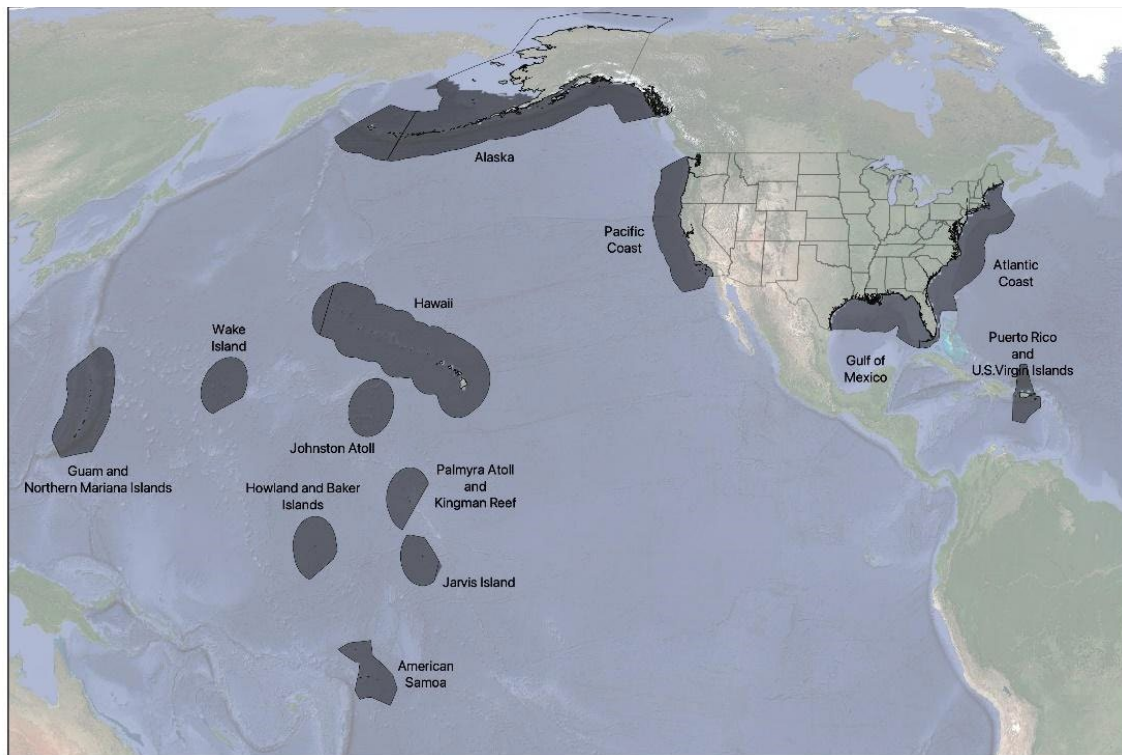 Alaska
Pacific
Coast
Atlantic
Coast
Hawaii
Wake
Island
Puerto Rico
and
U.S.Virgin Islands
Gulf of
Mexico
Johnston Atoll
Guam and
Northern Mariana Islands
Howland and Baker
Islands
Palmyra Atoll
and
Kingman Reef
Jarvis Island
American
Samoa